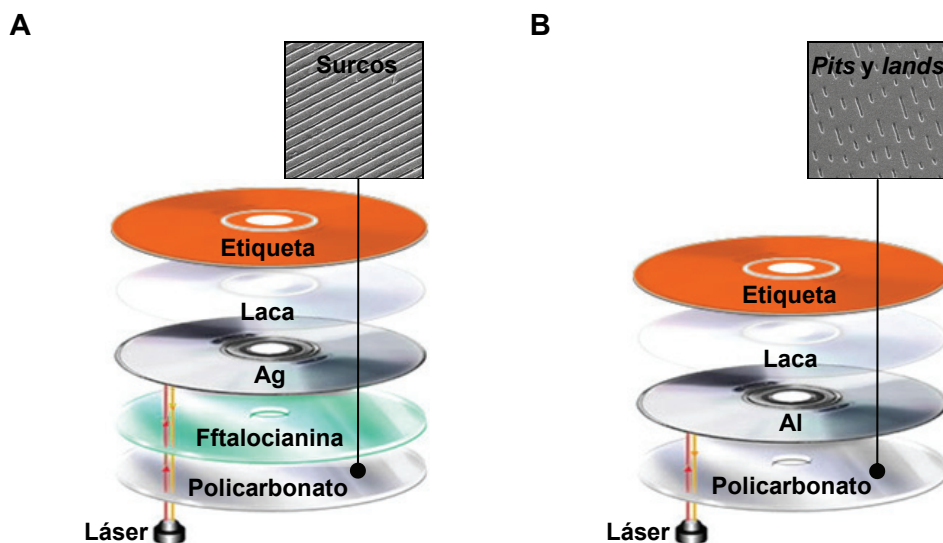 A
Surcos
Etiqueta
Laca
Ag
Fftalocianina
Policarbonato
Láser
B
Pits y lands
Etiqueta
Laca
Al
Policarbonato
Láser